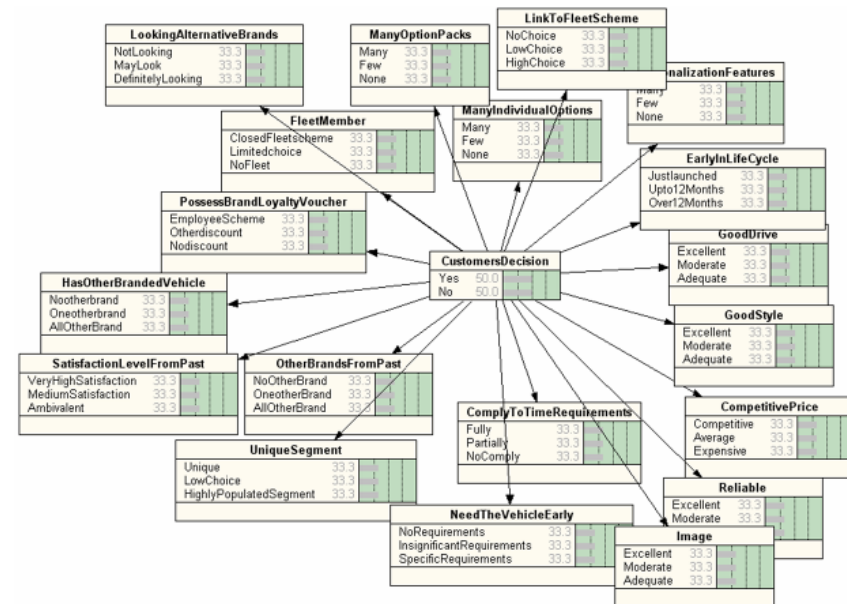 LinkToFleetScheme
NoChoice 33.3
LowChoice 33.3
HighChoice 33.3
LookingAlternativeBrands
NotLooking 33.3
MayLook 33.3
DefinitelyLooking 33.3
ManyOptionPacks
Many 33.3
Few 33.3
None 33.3
onalizationFeatures
Many 33.3
Few 33.3
None 33.3
ManyIndividualOptions
Many 33.3
Few 33.3
None 33.3
FleetMember
ClosedFleetscheme 33.3
Limitedchoice 33.3
NoFleet 33.3
EarlyInLifeCycle
Justlaunched 33.3
Upto12Months 33.3
Over12Months 33.3
PossessBrandLoyaltyVoucher
EmployeeScheme 33.3
Otherdiscount 33.3
Nodiscount 33.3
GoodDrive
Excellent 33.3
Moderate 33.3
Adequate 33.3
CustomersDecision
Yes 50.0
No 50.0
HasOtherBrandedVehicle
Nootherbrand 33.3
Oneotherbrand 33.3
AllOtherBrand 33.3
GoodStyle
Excellent 33.3
Moderate 33.3
Adequate 33.3
SatisfactionLevelFromPast
VeryHighSatisfaction 33.3
MediumSatisfaction 33.3
Ambivalent 33.3
OtherBrandsFromPast
NoOtherBrand 33.3
OneotherBrand 33.3
AllOtherBrand 33.3
ComplyToTimeRequirements
Fully 33.3
Partially 33.3
NoComply 33.3
CompetitivePrice
Competitive 33.3
Average 33.3
Expensive 33.3
UniqueSegment
Unique 33.3
LowChoice 33.3
HighlyPopulatedSegment 33.3
Reliable
Excellent 33.3
Moderate 33.3
NeedTheVehicleEarly
NoRequirements 33.3
InsignificantRequirements 33.3
SpecificRequirements 33.3
Image
Excellent 33.3
Moderate 33.3
Adequate 33.3